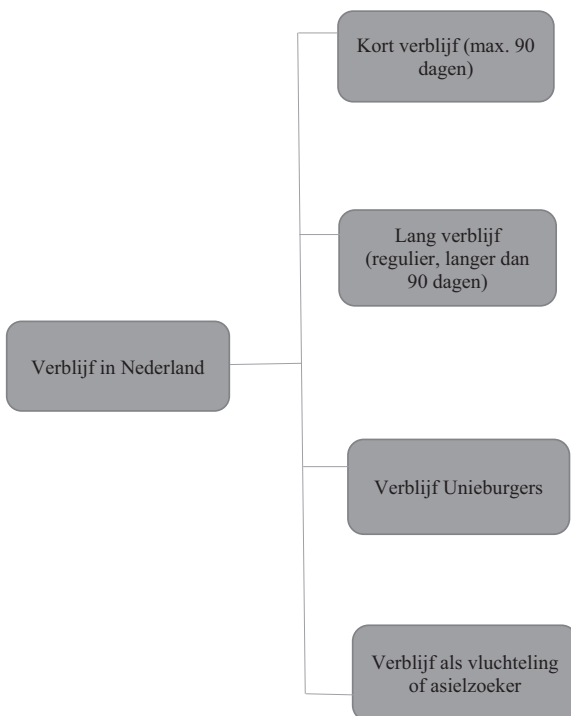 Kort verblijf (max. 90
dagen)
Lang verblijf
(regulier, langer dan
90 dagen)
Verblijf in Nederland
Verblijf Unieburgers
Verblijf als vluchteling
of asielzoeker